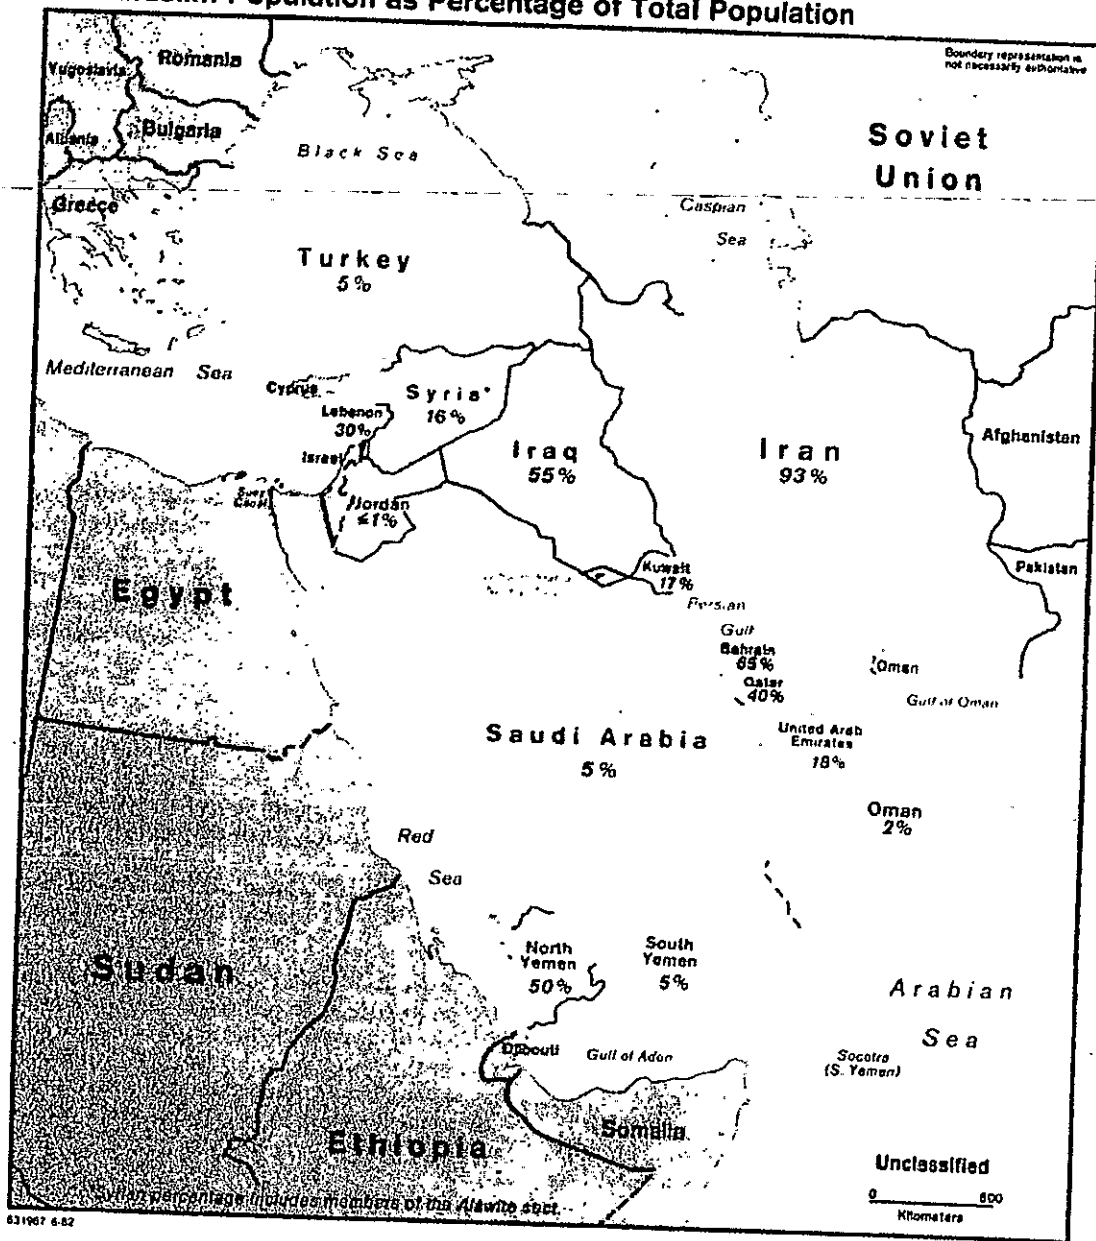 Population as Percentage of Total Population
Boundary representation is
not necessarily authoritative
Yugoslavia
Romania
Albania
Bulgaria
Black Sea
Soviet
Union
Greece
Caspian
Sea
Turkey
5%
Mediterranean Sea
Cyprus
Syria*
16%
Lebanon
30%
Israel
Iraq
55%
Iran
93%
Afghanistan
Suez
Canal
Jordan
≤1%
Kuwait
17%
Pakistan
Egypt
Persian
Gulf
Bahrain
Qatar
40%
Oman
Gulf of Oman
Saudi Arabia
5%
United Arab
Emirates
18%
Oman
2%
Red
Sea
Sudan
North
Yemen
50%
South
Yemen
5%
Arabian
Sea
Djibouti
Gulf of Aden
Socotra
(S. Yemen)
Ethiopia
Somalia
Unclassified
0 600
Kilometers
*Syrian percentage includes members of the Alawite sect.
631967 6-82